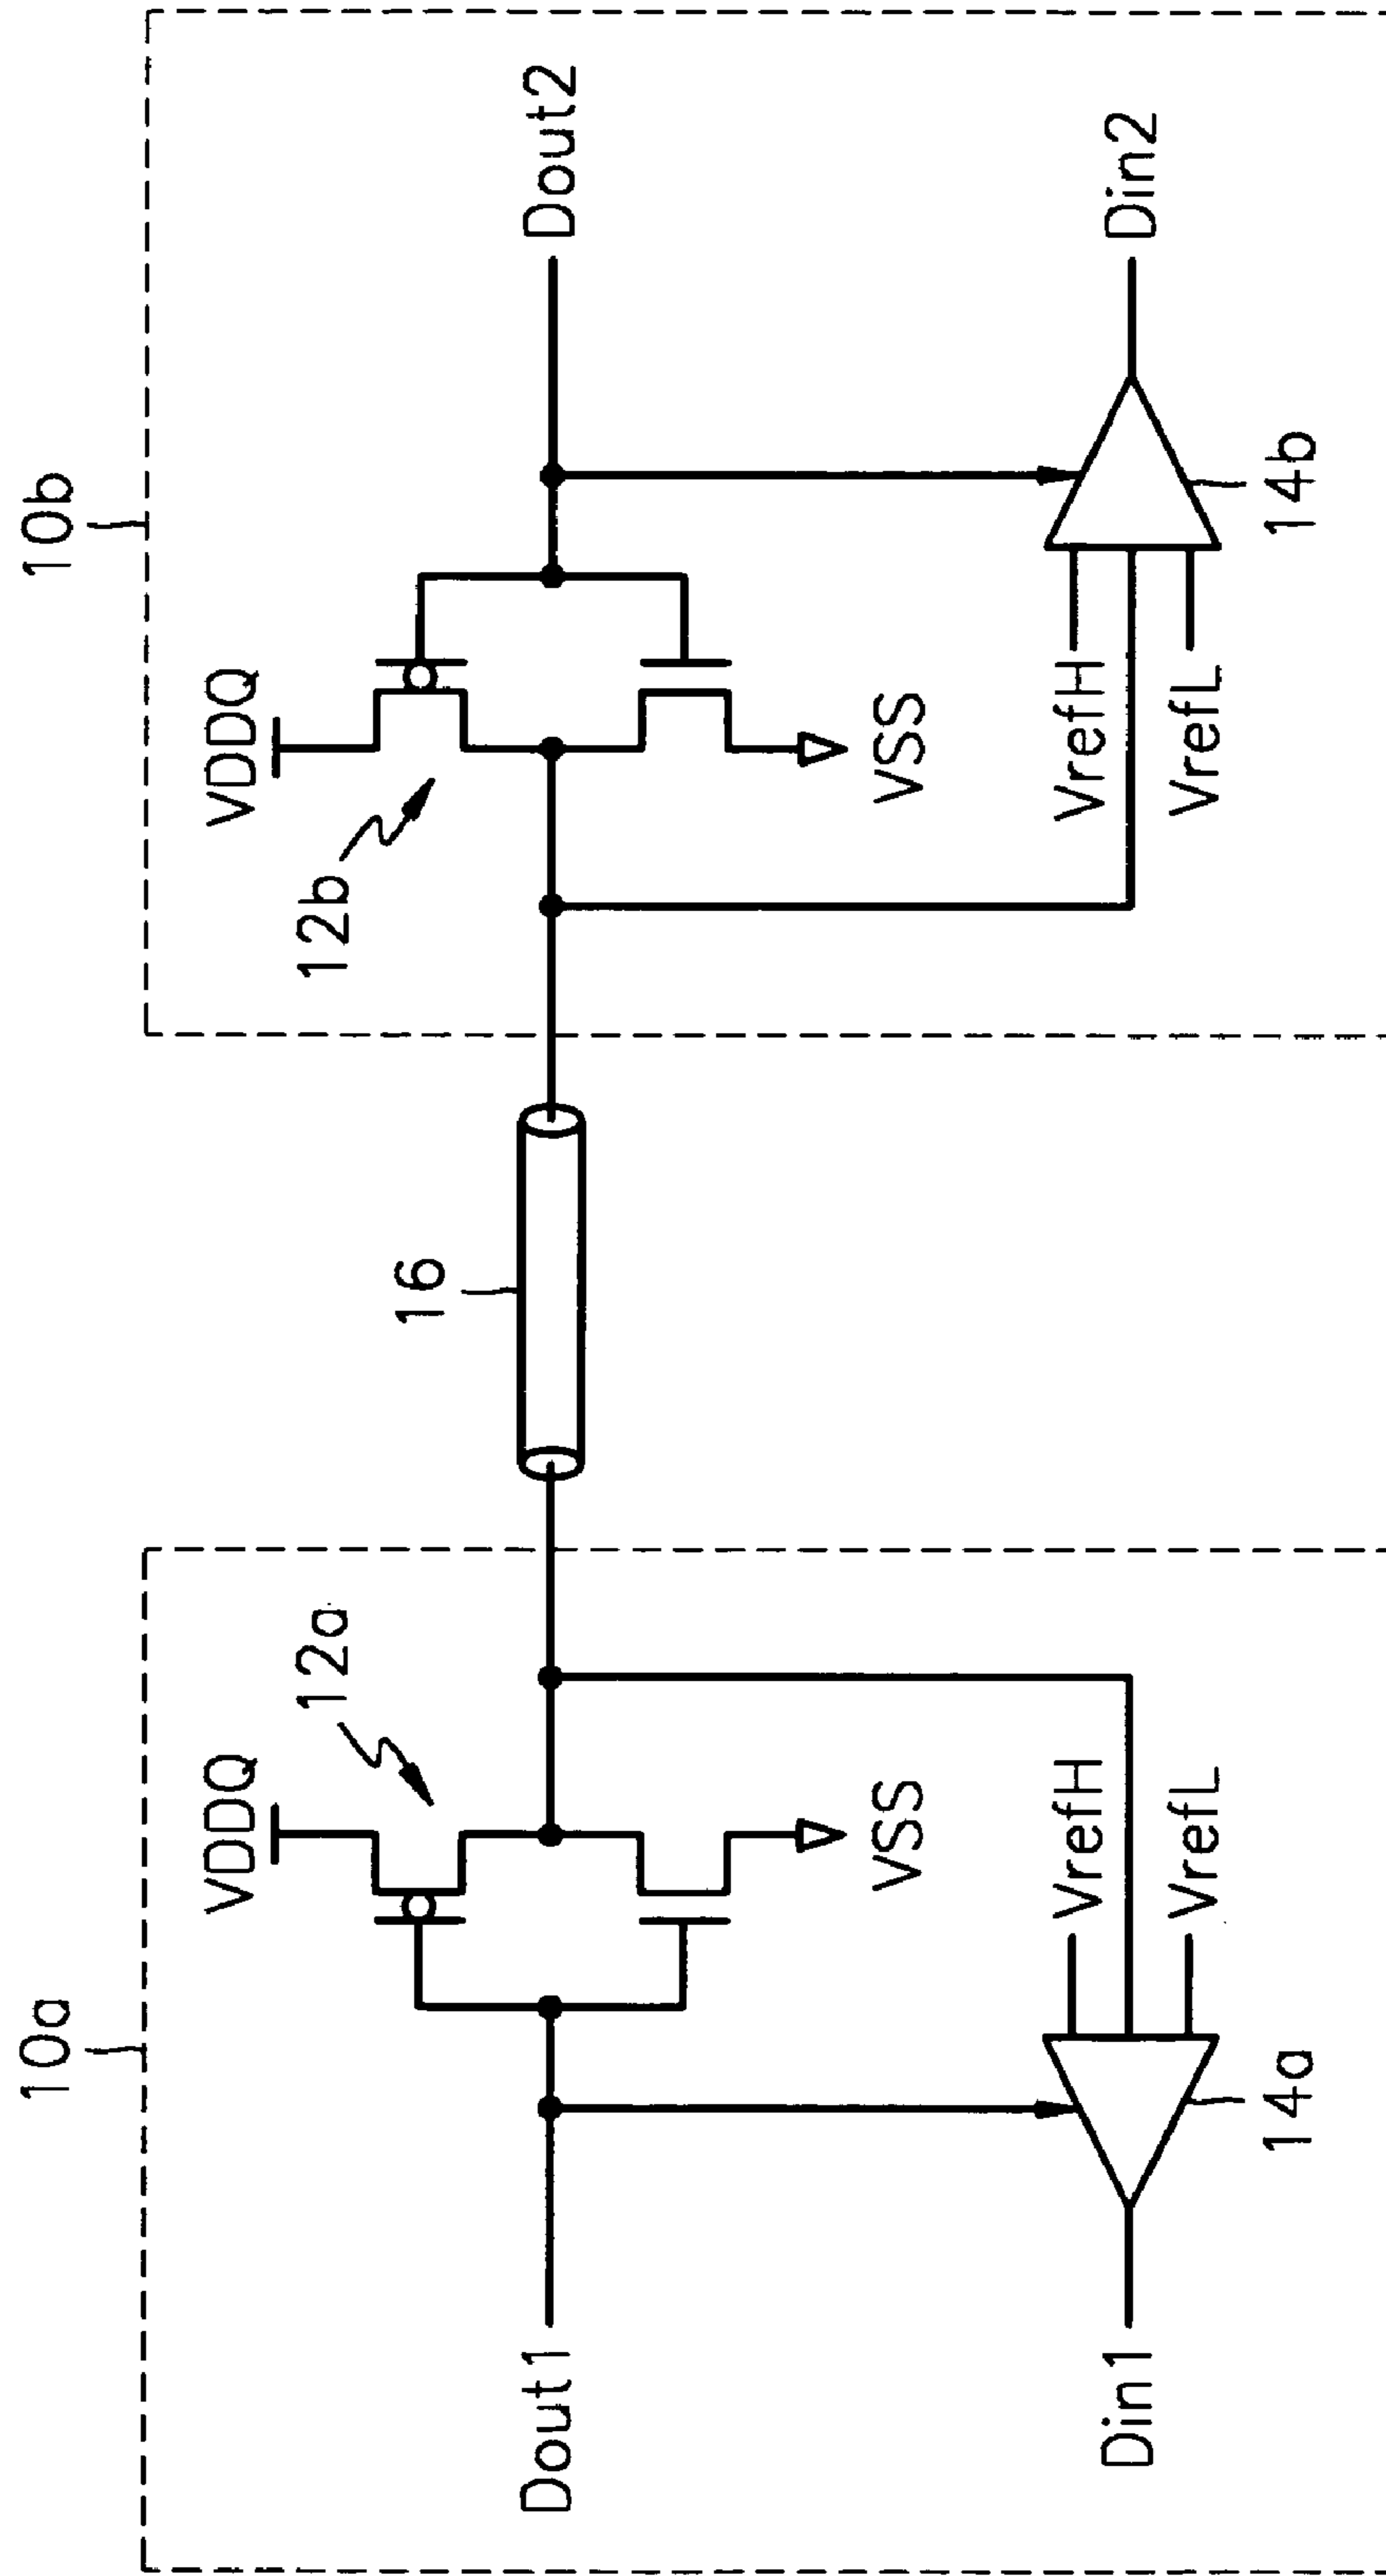 10a
10b
VDDQ
12a
16
12b
VDDQ
Dout1
Dout2
VSS
VSS
VrefH
VrefH
Din1
VrefL
VrefL
Din2
14a
14b